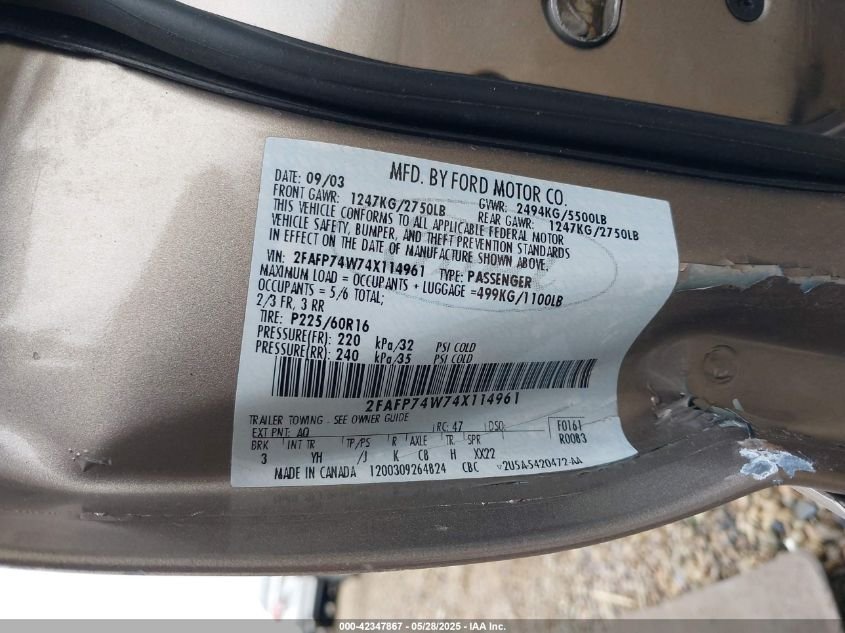 MFD. BY FORD MOTOR CO.
DATE: 09/03 GVWR: 2494KG/5500LB
FRONT GAWR: 1247KG/2750LB REAR GAWR: 1247KG/2750LB
THIS VEHICLE CONFORMS TO ALL APPLICABLE FEDERAL MOTOR
VEHICLE SAFETY, BUMPER, AND THEFT PREVENTION STANDARDS
IN EFFECT ON THE DATE OF MANUFACTURE SHOWN ABOVE.
VIN: 2FAFP74W74X114961 TYPE: PASSENGER
MAXIMUM LOAD = OCCUPANTS + LUGGAGE =499KG/1100LB
OCCUPANTS = 5/6 TOTAL;
2/3 FR, 3 RR
TIRE: P225/60R16
PRESSURE(FR) 220 kPa/32 PSI COLD
PRESSURE(RR) 240 kPa/35 PSI COLD
2FAFP74W74X114961
TRAILER TOWING - SEE OWNER GUIDE
EXT PNT: AQ RC: 47 DSO: F0161
BRK INT TR TP/PS R AXLE TR SPR R0083
3 YH /J K C8 H XX22
MADE IN CANADA 1200309264824 CBC V2U5A5420472-AA
000-42347867 - 05/28/2025 - IAA Inc.